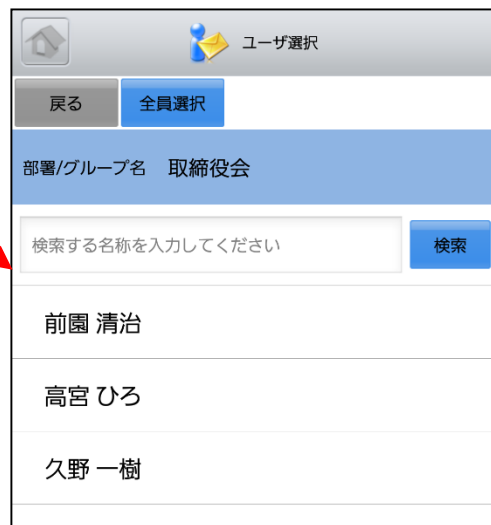 ユーザ選択
戻る 全員選択
部署/グループ名 取締役会
検索する名称を入力してください 検索
前園 清治
高宮 ひろ
久野 一樹